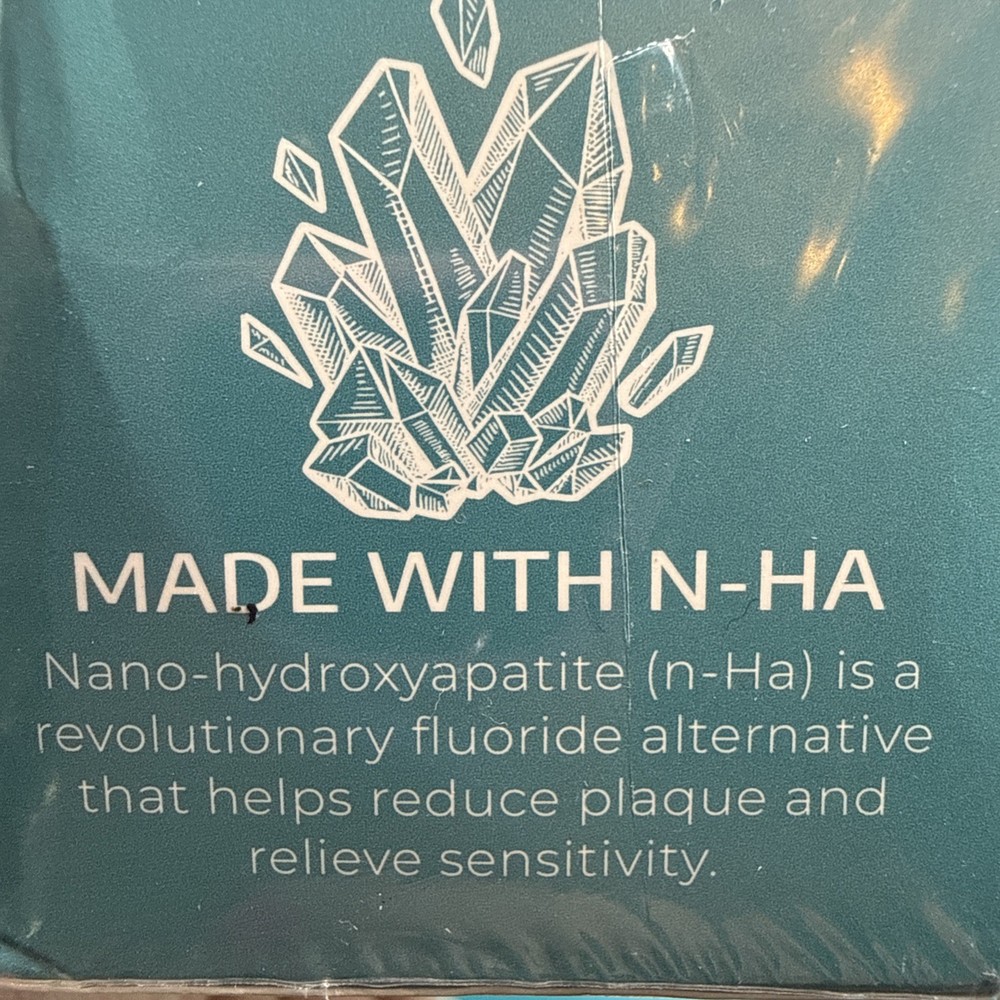 MADE WITH N-HA
Nano-hydroxyapatite (n-Ha) is a
revolutionary fluoride alternative
that helps reduce plaque and
relieve sensitivity.